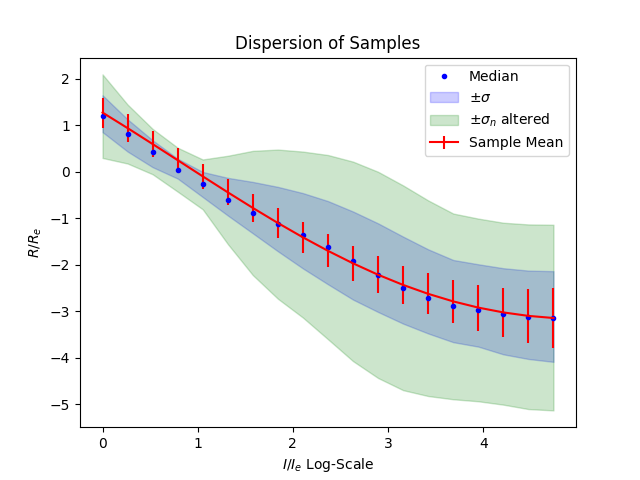 Dispersion of Samples
Median
±σ
±σₙ altered
Sample Mean
2
1
0
−1
−2
−3
−4
−5
R/Rₑ
0 1 2 3 4
I/Iₑ Log-Scale